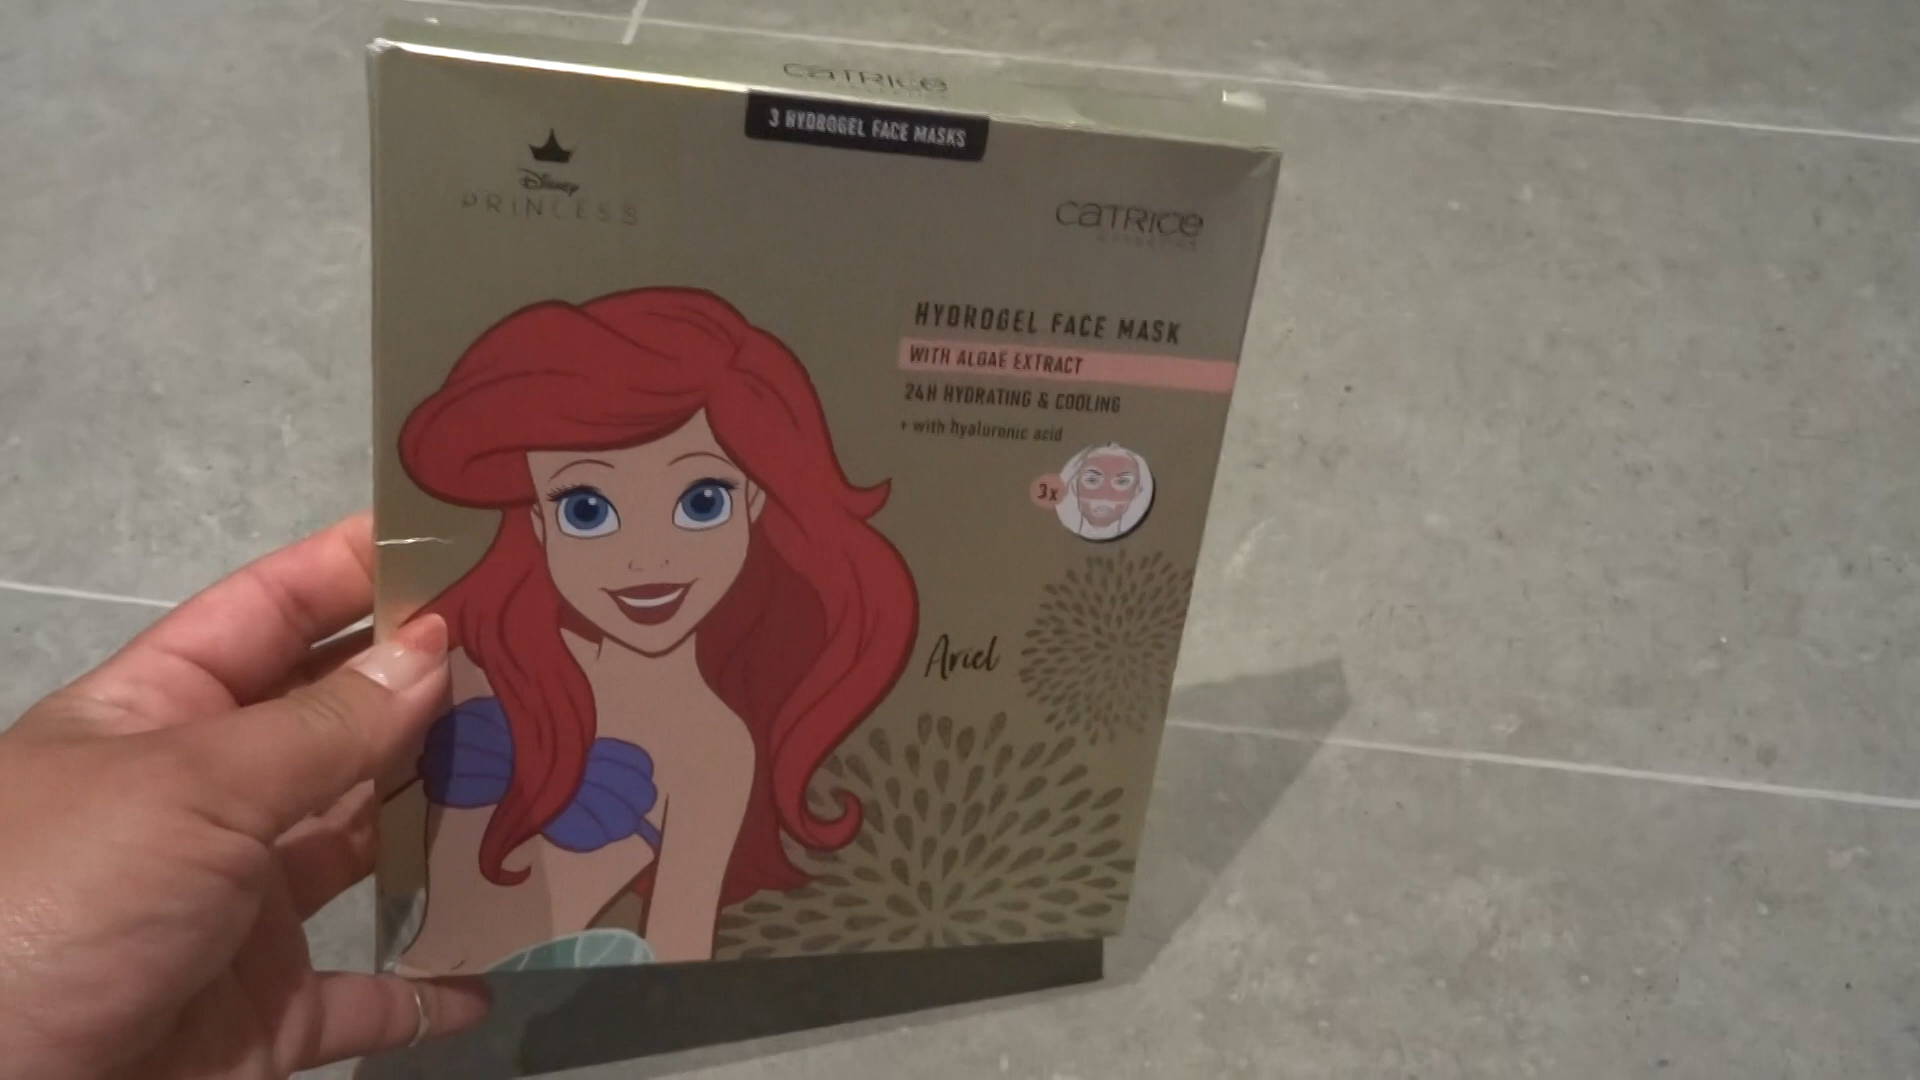 CATRICE
3 HYDROGEL FACE MASKS
Disney
PRINCESS
CATRICE
HYDROGEL FACE MASK
WITH ALGAE EXTRACT
24H HYDRATING & COOLING
+ with hyaluronic acid
3x
Ariel